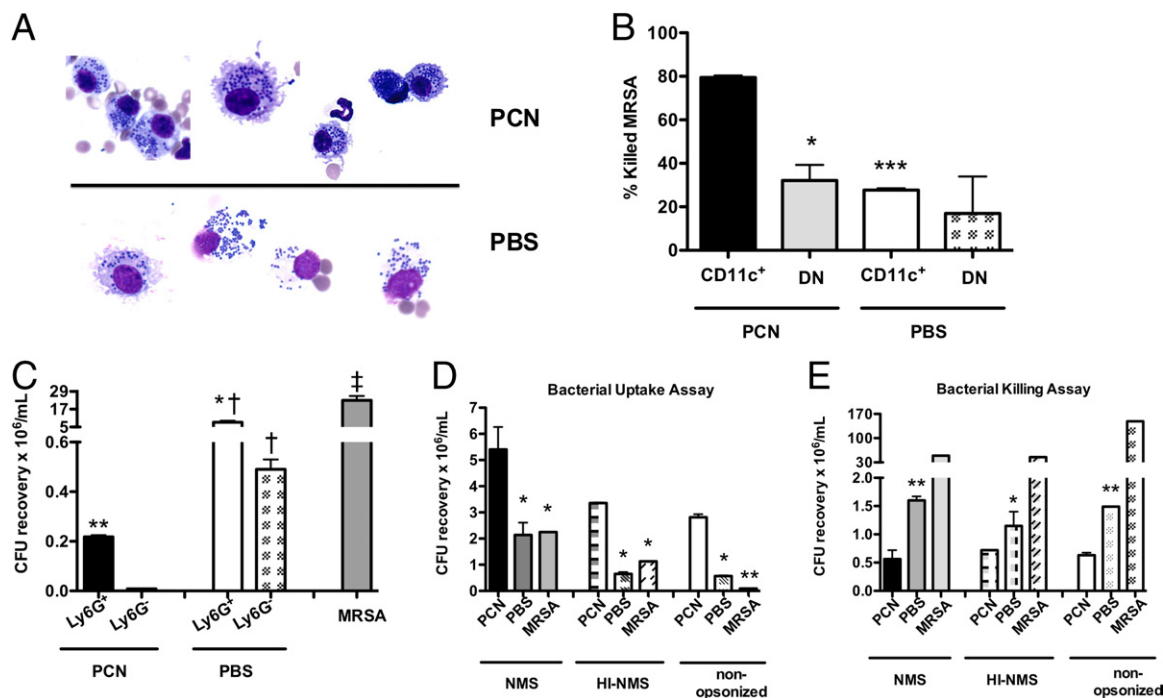 A
PCN
PBS
B
% Killed MRSA
80
60
40
20
0
*
***
CD11c+
DN
CD11c+
DN
PCN
PBS
C
CFU recovery x 10⁶/mL
29
17
5
0.6
0.4
0.2
0.0
**
*†
†
‡
Ly6G+
Ly6G-
Ly6G+
Ly6G-
MRSA
PCN
PBS
D
Bacterial Uptake Assay
CFU recovery x 10⁶/mL
7
6
5
4
3
2
1
0
*
*
*
*
*
**
PCN
PBS
MRSA
PCN
PBS
MRSA
PCN
PBS
MRSA
NMS
HI-NMS
non-
opsonized
E
Bacterial Killing Assay
CFU recovery x 10⁶/mL
170
100
30
2.0
1.5
1.0
0.5
0.0
**
*
**
PCN
PBS
MRSA
PCN
PBS
MRSA
PCN
PBS
MRSA
NMS
HI-NMS
non-
opsonized